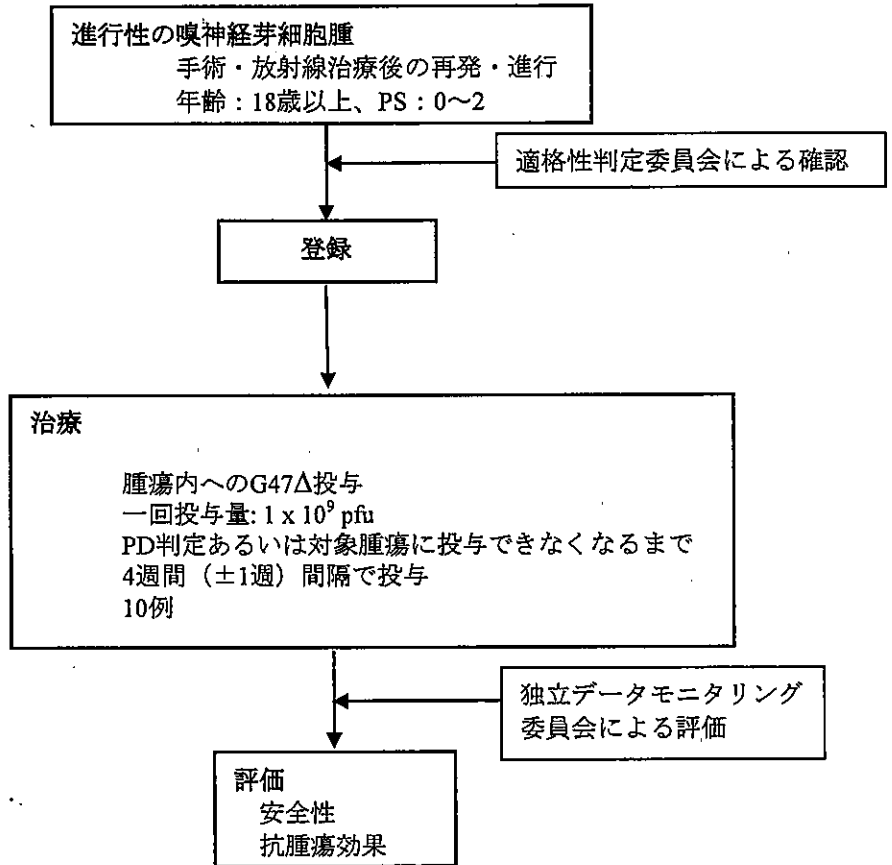 進行性の嗅神経芽細胞腫
手術・放射線治療後の再発・進行
年齢：18歳以上、PS：0～2
適格性判定委員会による確認
登録
治療
腫瘍内へのG47Δ投与
一回投与量: 1 x 10⁹ pfu
PD判定あるいは対象腫瘍に投与できなくなるまで
4週間（±1週）間隔で投与
10例
独立データモニタリング
委員会による評価
評価
安全性
抗腫瘍効果